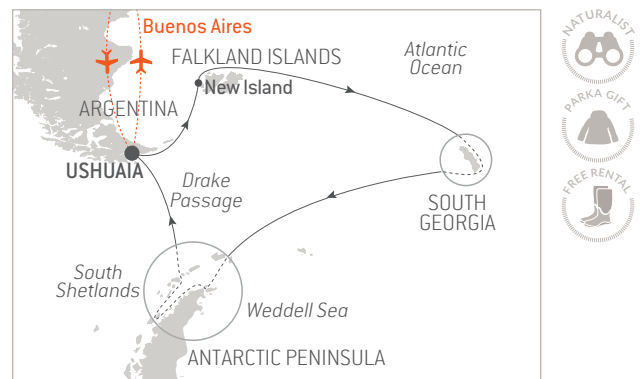 Buenos Aires
FALKLAND ISLANDS
Atlantic
Ocean
New Island
ARGENTINA
USHUAIA
Drake
Passage
SOUTH
GEORGIA
South
Shetlands
Weddell Sea
ANTARCTIC PENINSULA
NATURALIST
PARKA GIFT
FREE RENTAL